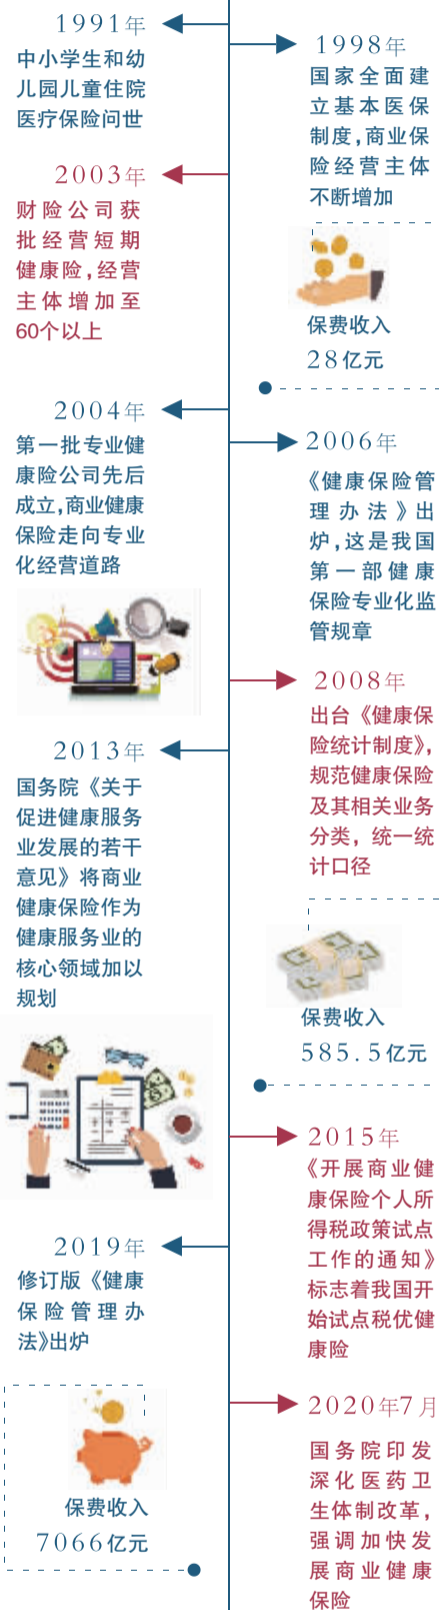 1991年
中小学生和幼
儿园儿童住院
医疗保险问世
1998年
国家全面建
立基本医保
制度,商业保
险经营主体
不断增加
保费收入
28亿元
2003年
财险公司获
批经营短期
健康险,经营
主体增加至
60个以上
2004年
第一批专业健
康险公司先后
成立,商业健康
保险走向专业
化经营道路
2006年
《健康保险管
理办法》出
炉,这是我国
第一部健康
保险专业化监
管规章
2008年
出台《健康保
险统计制度》,
规范健康保险
及其相关业务
分类，统一统
计口径
保费收入
585.5亿元
2013年
国务院《关于
促进健康服务
业发展的若干
意见》将商业
健康保险作为
健康服务业的
核心领域加以
规划
2015年
《开展商业健
康保险个人所
得税政策试点
工作的通知》
标志着我国开
始试点税优健
康险
2019年
修订版《健康
保险管理办
法》出炉
保费收入
7066亿元
2020年7月
国务院印发
深化医药卫
生体制改革,
强调加快发
展商业健康
保险